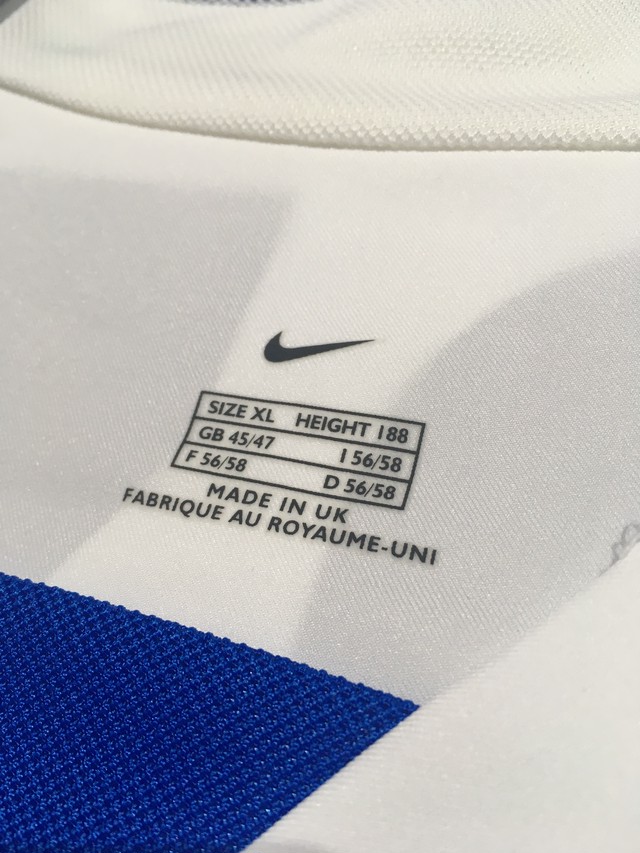 SIZE XL HEIGHT 188
GB 45/47 I 56/58
F 56/58 D 56/58
MADE IN UK
FABRIQUE AU ROYAUME-UNI